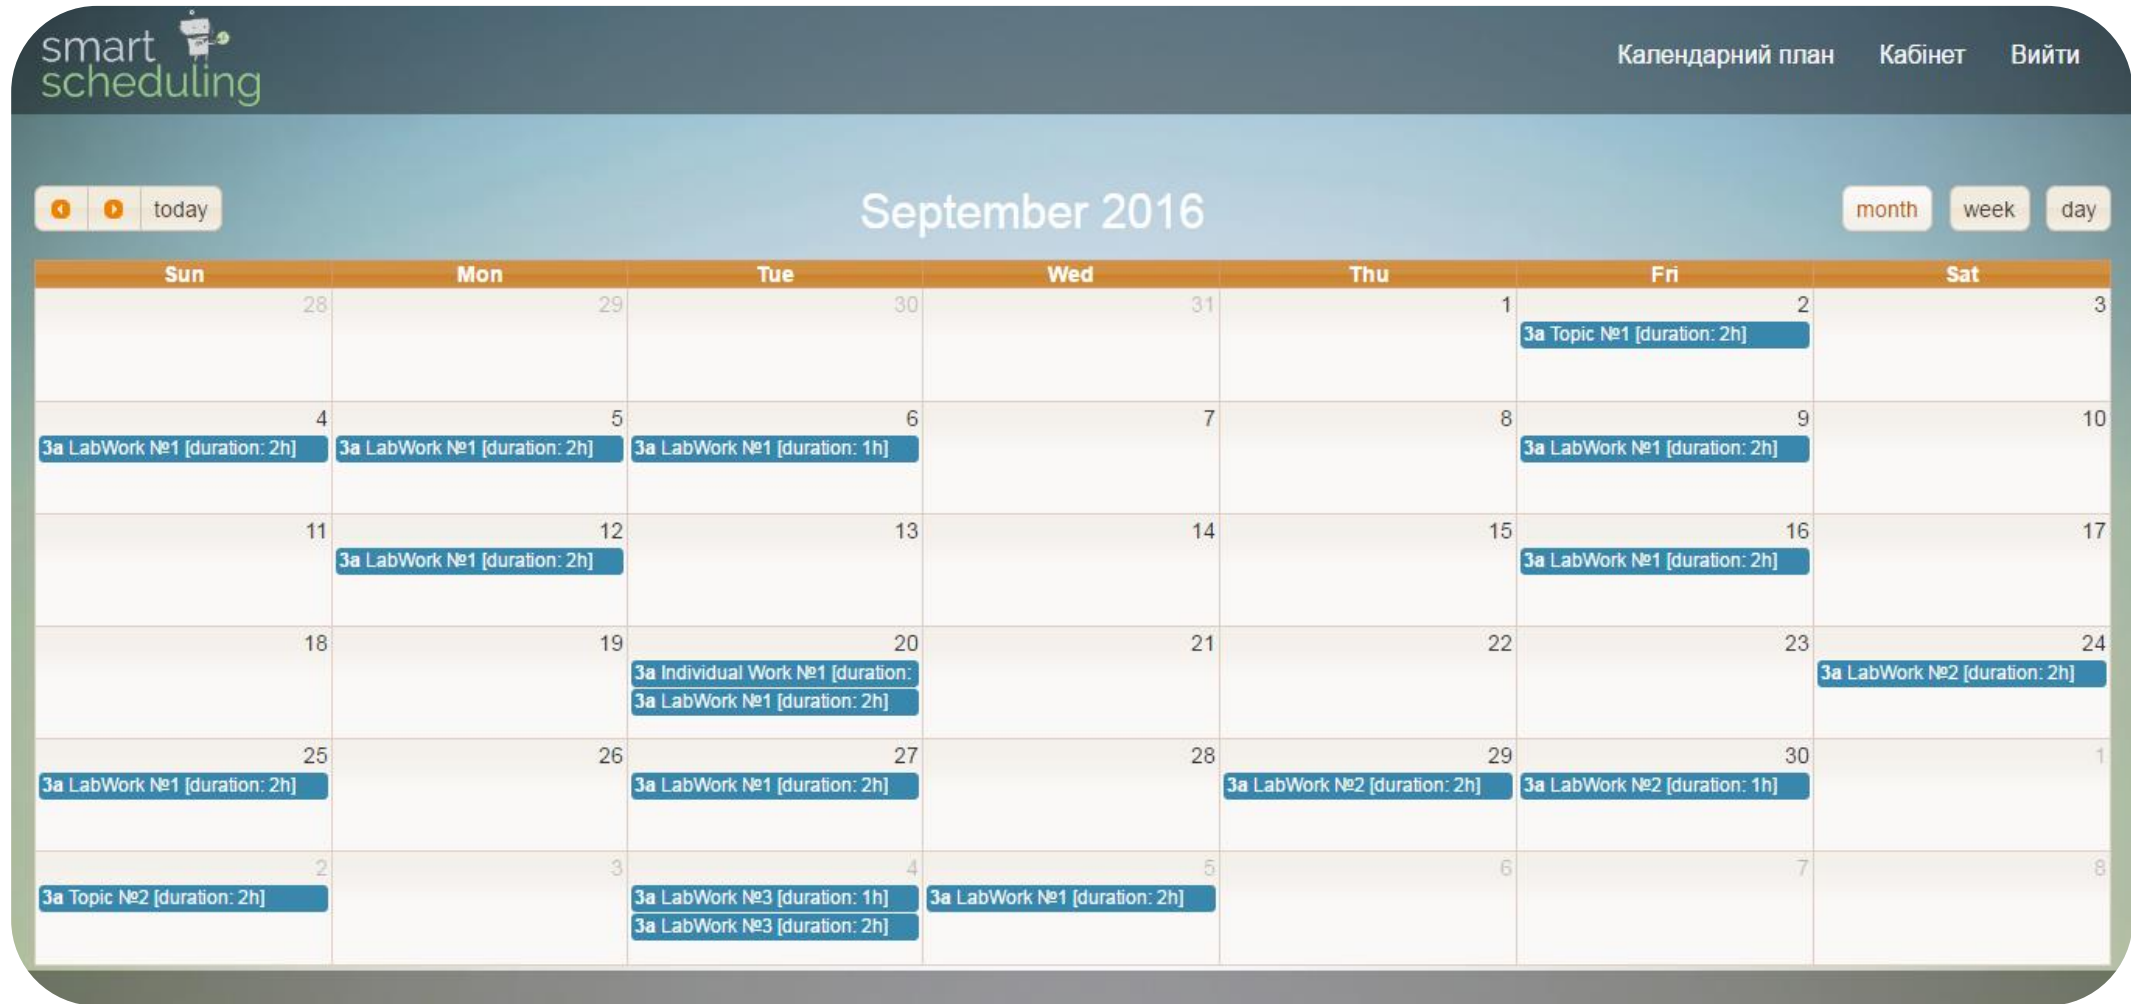 smart
scheduling
Календарний план Кабінет Вийти
today
September 2016
month week day
Sun Mon Tue Wed Thu Fri Sat
28 29 30 31 1 2 3
3a Topic №1 [duration: 2h]
4 5 6 7 8 9 10
3a LabWork №1 [duration: 2h] 3a LabWork №1 [duration: 2h] 3a LabWork №1 [duration: 1h] 3a LabWork №1 [duration: 2h]
11 12 13 14 15 16 17
3a LabWork №1 [duration: 2h] 3a LabWork №1 [duration: 2h]
18 19 20 21 22 23 24
3a Individual Work №1 [duration: 3a LabWork №2 [duration: 2h]
3a LabWork №1 [duration: 2h]
25 26 27 28 29 30 1
3a LabWork №1 [duration: 2h] 3a LabWork №1 [duration: 2h] 3a LabWork №2 [duration: 2h] 3a LabWork №2 [duration: 1h]
2 3 4 5 6 7 8
3a Topic №2 [duration: 2h] 3a LabWork №3 [duration: 1h] 3a LabWork №1 [duration: 2h]
3a LabWork №3 [duration: 2h]